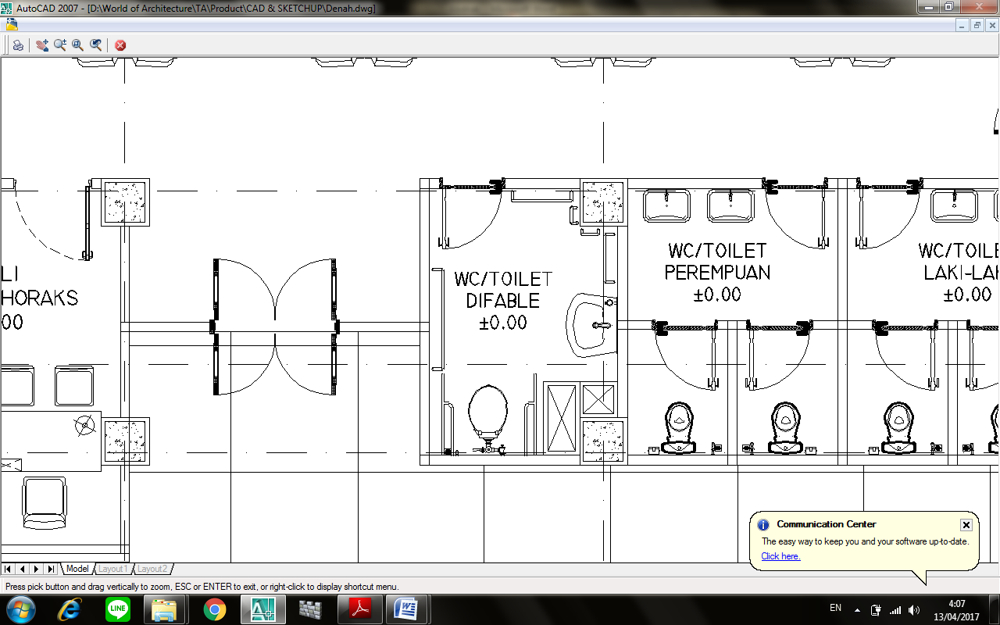 AutoCAD 2007 - [D:\World of Architecture\TA\Product\CAD & SKETCHUP\Denah.dwg]
LI
HORAKS
00
WC/TOILET
DIFABLE
±0.00
WC/TOILET
PEREMPUAN
±0.00
WC/TOILE
LAKI-LA
±0.00
Communication Center
The easy way to keep you and your software up-to-date.
Click here.
Model
Layout1
Layout2
Press pick button and drag vertically to zoom, ESC or ENTER to exit, or right-click to display shortcut menu.
LINE
EN
4:07
13/04/2017